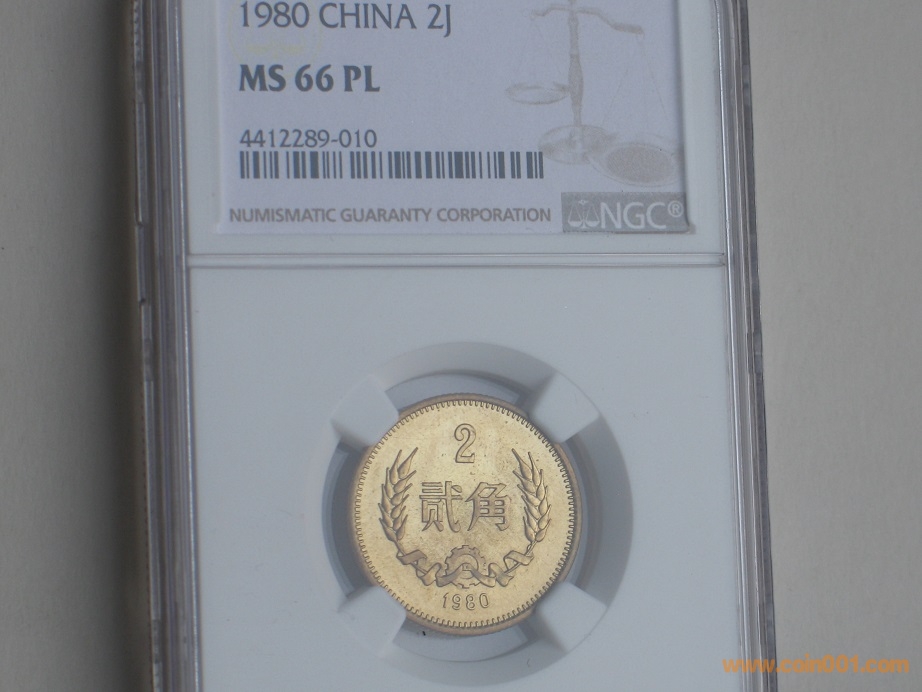 1980 CHINA 2J
MS 66 PL
4412289-010
NUMISMATIC GUARANTY CORPORATION
NGC®
2
贰角
1980
www.coin001.com